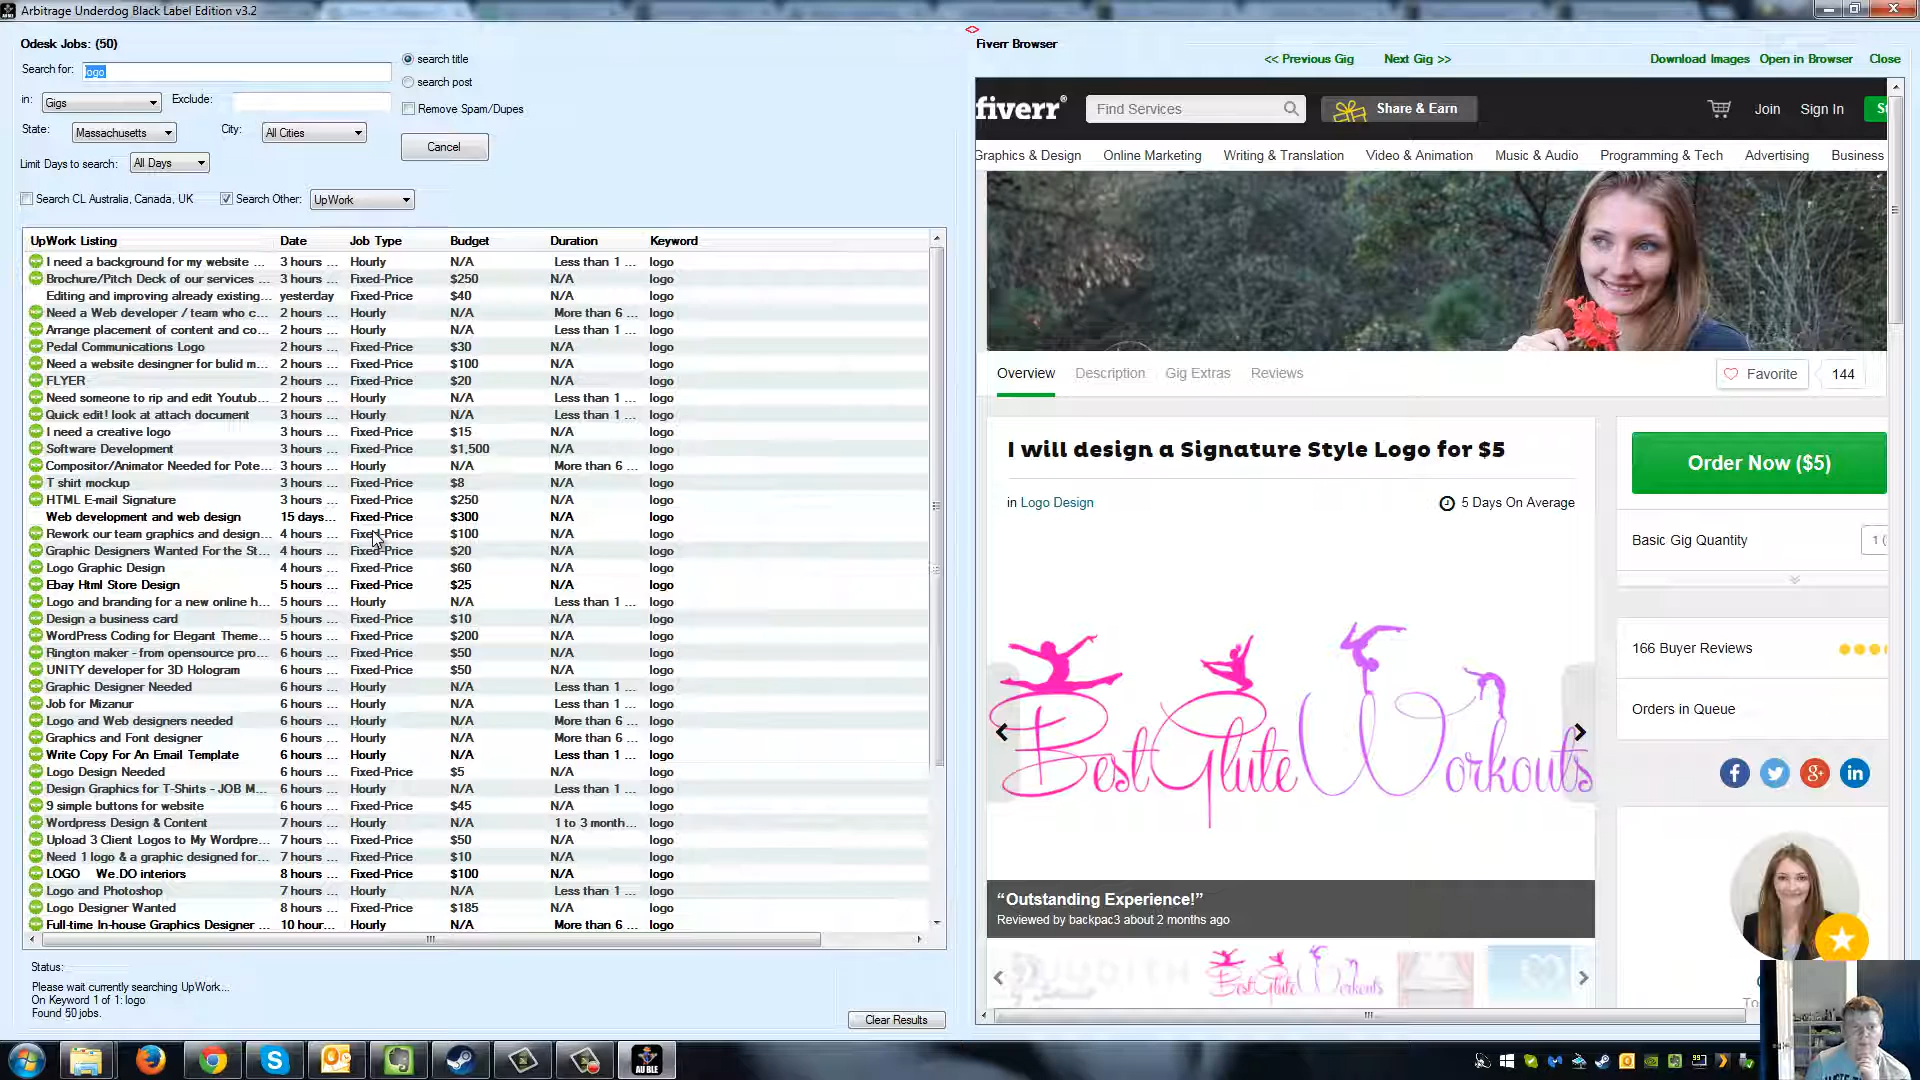 Arbitrage Underdog Black Label Edition v3.2
Odesk Jobs: (50)
Search for: logo
search title
search post
in: Gigs
Exclude:
Remove Spam/Dupes
State: Massachusetts
City: All Cities
Cancel
Limit Days to search: All Days
Search CL Australia, Canada, UK
Search Other: UpWork
UpWork Listing Date Job Type Budget Duration Keyword
I need a background for my website ... 3 hours ... Hourly N/A Less than 1 ... logo
Brochure/Pitch Deck of our services ... 3 hours ... Fixed-Price $250 N/A logo
Editing and improving already existing... yesterday Fixed-Price $40 N/A logo
Need a Web developer / team who c... 2 hours ... Hourly N/A More than 6 ... logo
Arrange placement of content and co... 2 hours ... Hourly N/A Less than 1 ... logo
Pedal Communications Logo 2 hours ... Fixed-Price $30 N/A logo
Need a website desingner for bulid m... 2 hours ... Fixed-Price $100 N/A logo
FLYER 2 hours ... Fixed-Price $20 N/A logo
Need someone to rip and edit Youtub... 2 hours ... Hourly N/A Less than 1 ... logo
Quick edit! look at attach document 3 hours ... Hourly N/A Less than 1 ... logo
I need a creative logo 3 hours ... Fixed-Price $15 N/A logo
Software Development 3 hours ... Fixed-Price $1,500 N/A logo
Compositor/Animator Needed for Pote... 3 hours ... Hourly N/A More than 6 ... logo
T shirt mockup 3 hours ... Fixed-Price $8 N/A logo
HTML E-mail Signature 3 hours ... Fixed-Price $250 N/A logo
Web development and web design 15 days... Fixed-Price $300 N/A logo
Rework our team graphics and design... 4 hours ... Fixed-Price $100 N/A logo
Graphic Designers Wanted For the St... 4 hours ... Fixed-Price $20 N/A logo
Logo Graphic Design 4 hours ... Fixed-Price $60 N/A logo
Ebay Html Store Design 5 hours ... Fixed-Price $25 N/A logo
Logo and branding for a new online h... 5 hours ... Hourly N/A Less than 1 ... logo
Design a business card 5 hours ... Fixed-Price $10 N/A logo
WordPress Coding for Elegant Theme... 5 hours ... Fixed-Price $200 N/A logo
Rington maker - from opensource pro... 6 hours ... Fixed-Price $50 N/A logo
UNITY developer for 3D Hologram 6 hours ... Fixed-Price $50 N/A logo
Graphic Designer Needed 6 hours ... Hourly N/A Less than 1 ... logo
Job for Mizanur 6 hours ... Hourly N/A Less than 1 ... logo
Logo and Web designers needed 6 hours ... Hourly N/A More than 6 ... logo
Graphics and Font designer 6 hours ... Hourly N/A More than 6 ... logo
Write Copy For An Email Template 6 hours ... Hourly N/A Less than 1 ... logo
Logo Design Needed 6 hours ... Fixed-Price $5 N/A logo
Design Graphics for T-Shirts - JOB M... 6 hours ... Hourly N/A Less than 1 ... logo
9 simple buttons for website 6 hours ... Fixed-Price $45 N/A logo
Wordpress Design & Content 7 hours ... Hourly N/A 1 to 3 month... logo
Upload 3 Client Logos to My Wordpre... 7 hours ... Fixed-Price $50 N/A logo
Need 1 logo & a graphic designed for... 7 hours ... Fixed-Price $10 N/A logo
LOGO We.DO interiors 8 hours ... Fixed-Price $100 N/A logo
Logo and Photoshop 7 hours ... Hourly N/A Less than 1 ... logo
Logo Designer Wanted 8 hours ... Fixed-Price $185 N/A logo
Full-time In-house Graphics Designer ... 10 hour... Hourly N/A More than 6 ... logo
Status:
Please wait currently searching UpWork...
On Keyword 1 of 1: logo
Found 50 jobs.
Clear Results
<>
Fiverr Browser
<< Previous Gig Next Gig >> Download Images Open in Browser Close
fiverr® Find Services Share & Earn Join Sign In
Graphics & Design Online Marketing Writing & Translation Video & Animation Music & Audio Programming & Tech Advertising Business
Overview Description Gig Extras Reviews Favorite 144
I will design a Signature Style Logo for $5
in Logo Design 5 Days On Average
BestGlute Workouts
“Outstanding Experience!”
Reviewed by backpac3 about 2 months ago
BestGlute Workouts
Order Now ($5)
Basic Gig Quantity 1 (
166 Buyer Reviews
Orders in Queue
AU BLE